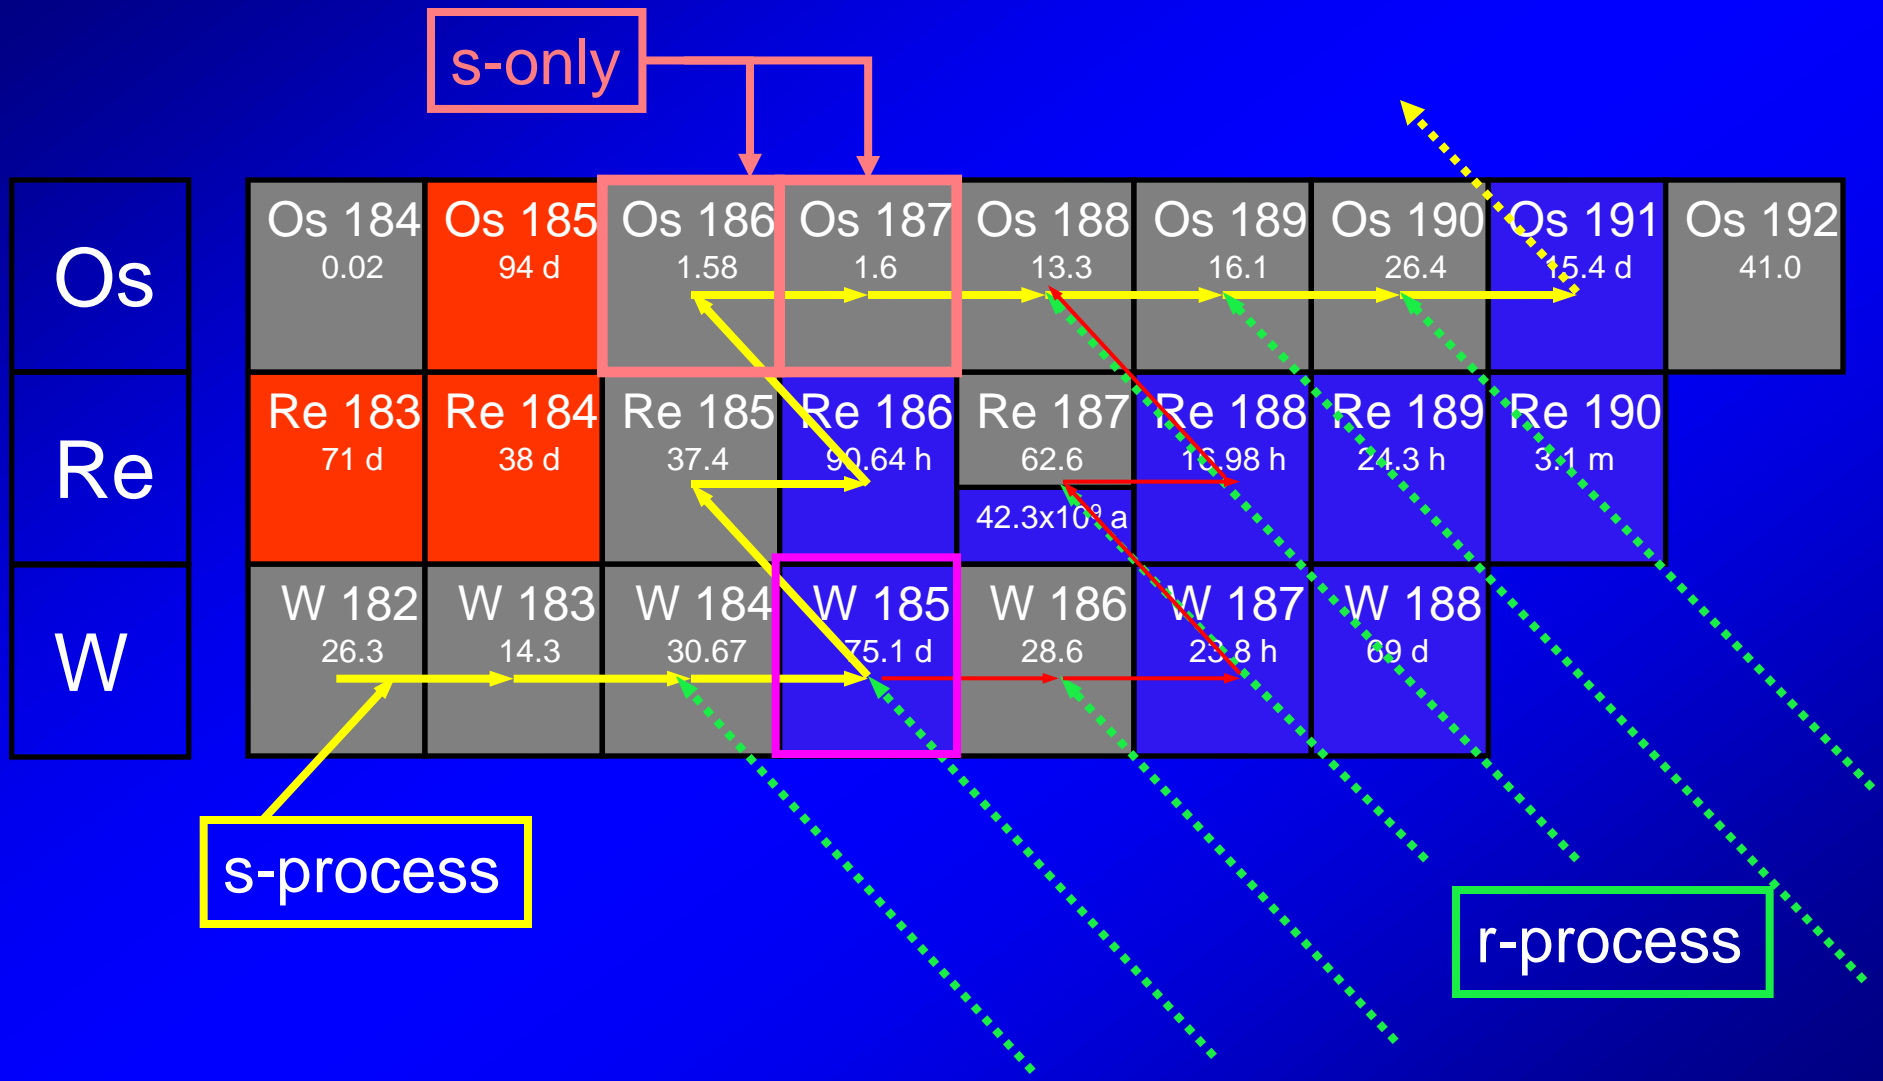 s-only
Os
Os 184
0.02
Os 185
94 d
Os 186
1.58
Os 187
1.6
Os 188
13.3
Os 189
16.1
Os 190
26.4
Os 191
15.4 d
Os 192
41.0
Re
Re 183
71 d
Re 184
38 d
Re 185
37.4
Re 186
90.64 h
Re 187
62.6
42.3x10⁹ a
Re 188
16.98 h
Re 189
24.3 h
Re 190
3.1 m
W
W 182
26.3
W 183
14.3
W 184
30.67
W 185
75.1 d
W 186
28.6
W 187
23.8 h
W 188
69 d
s-process
r-process